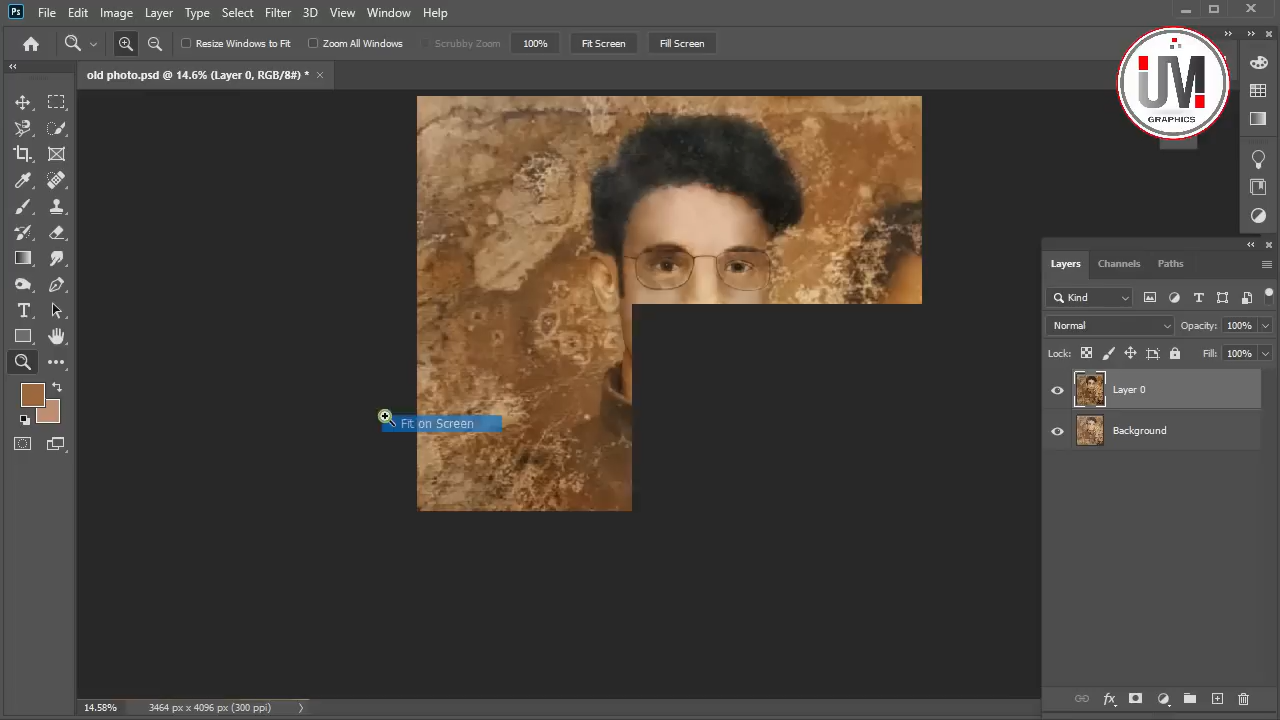 Ps File Edit Image Layer Type Select Filter 3D View Window Help
Resize Windows to Fit Zoom All Windows Scrubby Zoom 100% Fit Screen Fill Screen
old photo.psd @ 14.6% (Layer 0, RGB/8#) * ×
UM
GRAPHICS
Layers Channels Paths
Kind
Normal Opacity: 100%
Lock: Fill: 100%
Layer 0
Background
Fit on Screen
14.58% 3464 px x 4096 px (300 ppi)